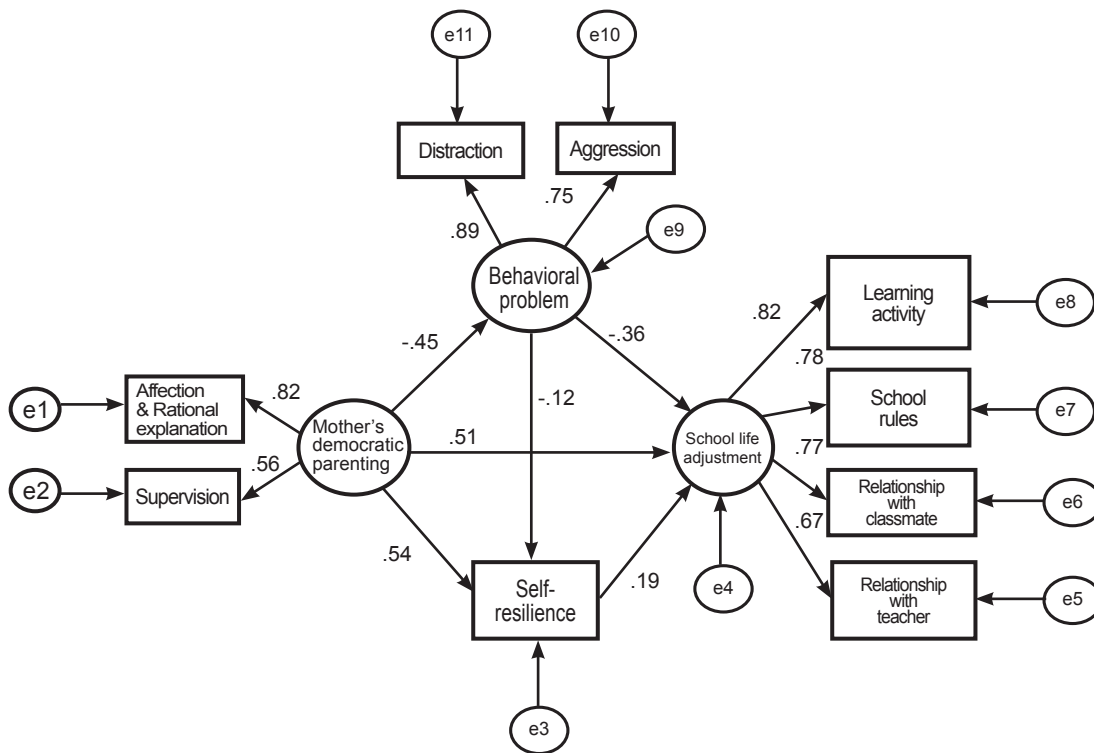 e11
e10
Distraction
Aggression
.89
.75
e9
Behavioral
problem
Learning
activity
e8
.82
-.45
-.36
.78
e1
Affection
& Rational
explanation
.82
-.12
School
rules
e7
Mother's
democratic
parenting
.51
School life
adjustment
.77
e2
Supervision
.56
Relationship
with
classmate
e6
.67
.54
Self-
resilience
.19
e4
Relationship
with
teacher
e5
e3